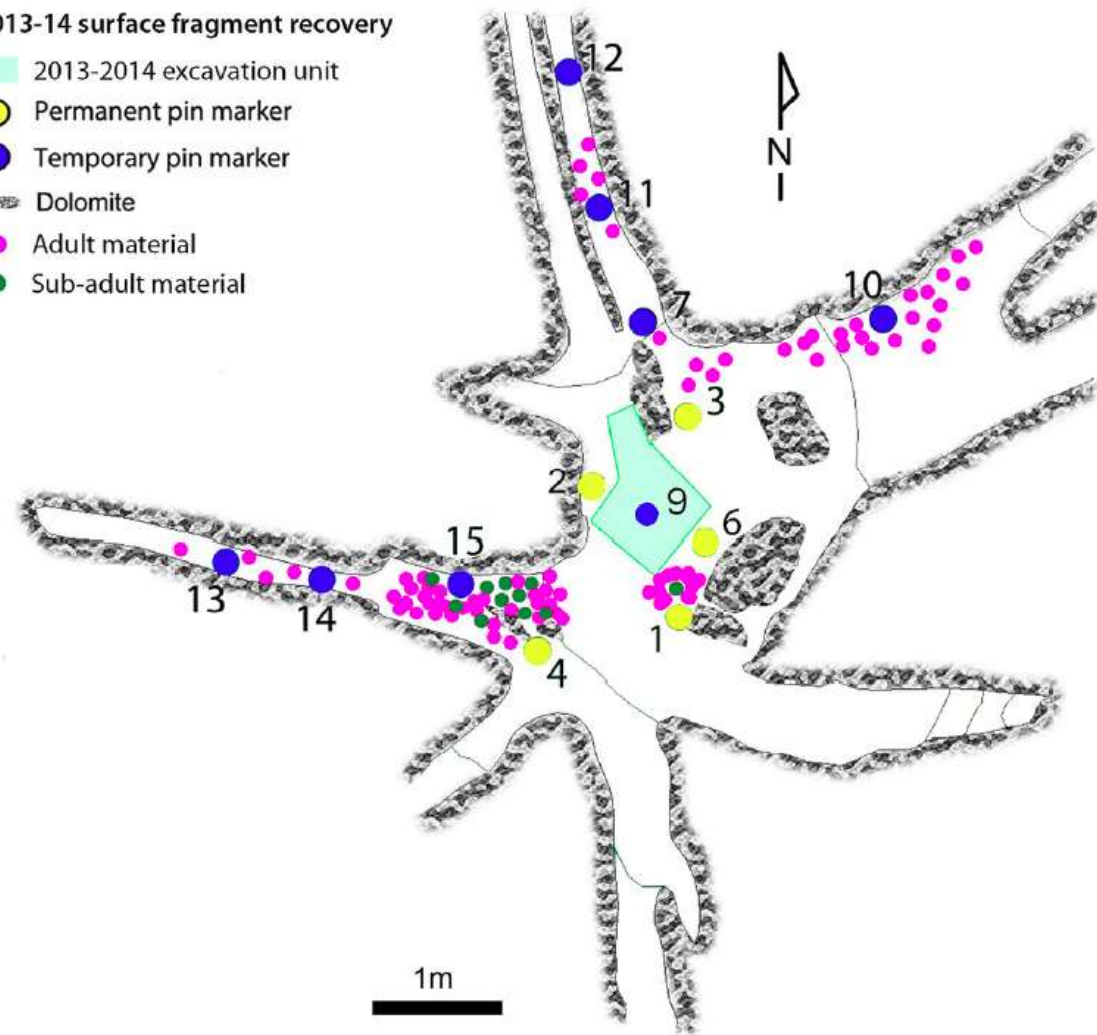 013-14 surface fragment recovery
2013-2014 excavation unit
Permanent pin marker
Temporary pin marker
Dolomite
Adult material
Sub-adult material
12
N
11
7
10
3
2
9
6
15
13
14
1
4
1m